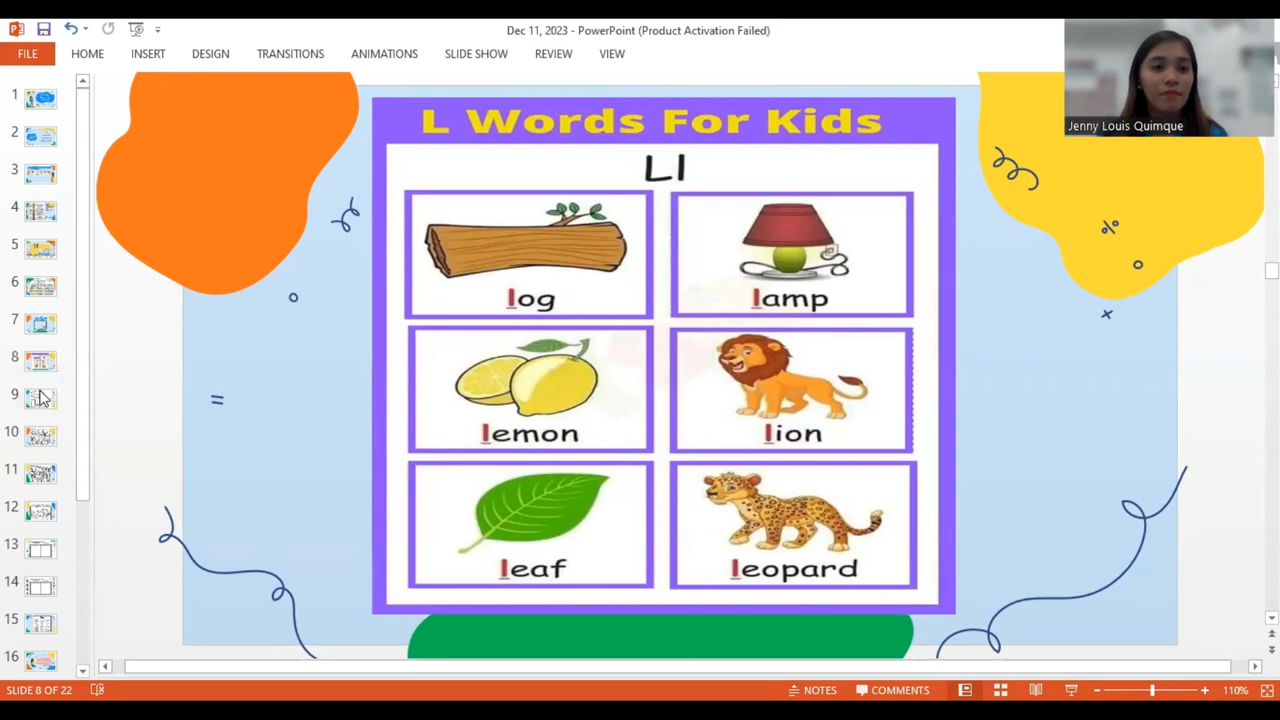 Dec 11, 2023 - PowerPoint (Product Activation Failed)
FILE HOME INSERT DESIGN TRANSITIONS ANIMATIONS SLIDE SHOW REVIEW VIEW
Jenny Louis Quimque
L Words For Kids
Ll
log
lamp
lemon
lion
leaf
leopard
1
2
3
4
5
6
7
8
9
10
11
12
13
14
15
16
SLIDE 8 OF 22 NOTES COMMENTS 110%